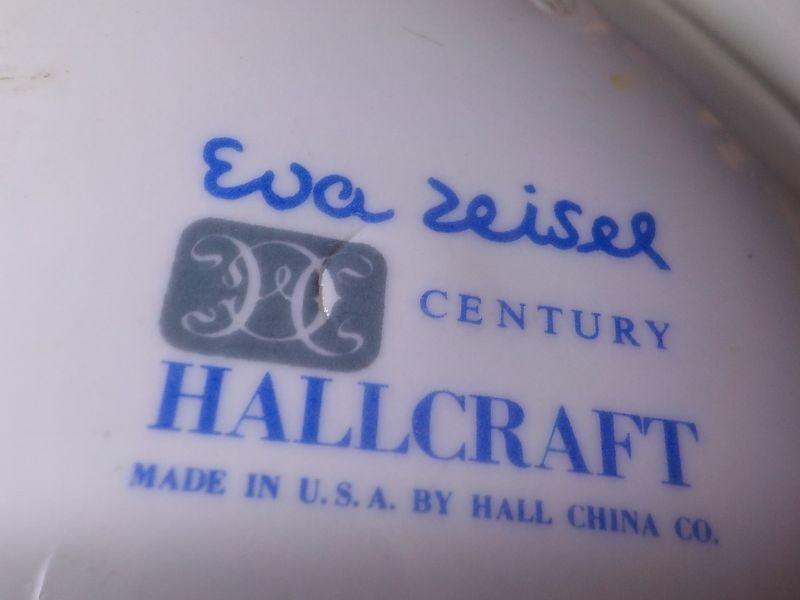 Eva Zeisel
CENTURY
HALLCRAFT
MADE IN U.S.A. BY HALL CHINA CO.